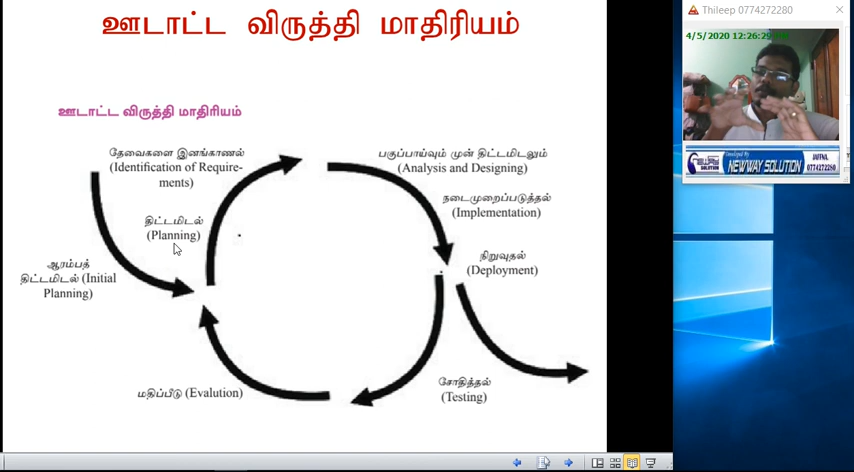 ஊடாட்ட விருத்தி மாதிரியம்
ஊடாட்ட விருத்தி மாதிரியம்
தேவைகளை இனங்காணல்
(Identification of Require-
ments)
திட்டமிடல்
(Planning)
ஆரம்பத்
திட்டமிடல் (Initial
Planning)
பகுப்பாய்வும் முன் திட்டமிடலும்
(Analysis and Designing)
நடைமுறைப்படுத்தல்
(Implementation)
நிறுவுதல்
(Deployment)
சோதித்தல்
(Testing)
மதிப்பீடு (Evalution)
Thileep 0774272280
4/5/2020 12:26:29
Developed By
NEWWAY SOLUTION
JAFFNA
0774272280